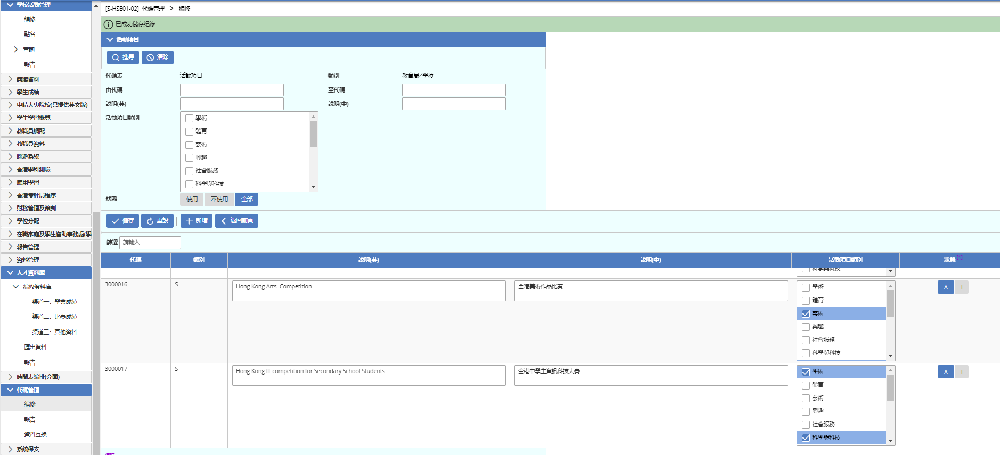 學校活動管理
編修
點名
查詢
報告
獎懲資料
學生成績
申請大專院校(只提供英文版)
學生學習概覽
教職員調配
教職員資料
聯遞系統
香港學科測驗
應用學習
香港考評局程序
財務管理及策劃
學位分配
在職家庭及學生資助事務處(學
報告管理
資料管理
人才資料庫
編修資料庫
渠道一：學業成績
渠道二：比賽成績
渠道三：其他資料
匯出資料
報告
時間表編排(介面)
代碼管理
編修
報告
資料互換
系統保安
[S-HSE01-02] 代碼管理 > 編修
已成功儲存紀錄
活動項目
搜尋 清除
代碼表 活動項目 類別 教育局/學校
由代碼 至代碼
說明(英) 說明(中)
活動項目類別 學術
體育
藝術
興趣
社會服務
科學與科技
狀態 使用 不使用 全部
儲存 重設 | 新增 返回前頁
篩選 請輸入
代碼 類別 說明(英) 說明(中) 活動項目類別 狀態 [1]
科學與科技
3000016 S Hong Kong Arts  Competition 全港美術作品比賽 學術 A I
體育
藝術
興趣
社會服務
科學與科技
3000017 S Hong Kong IT competition for Secondary School Students 全港中學生資訊科技大賽 學術 A I
體育
藝術
興趣
社會服務
科學與科技